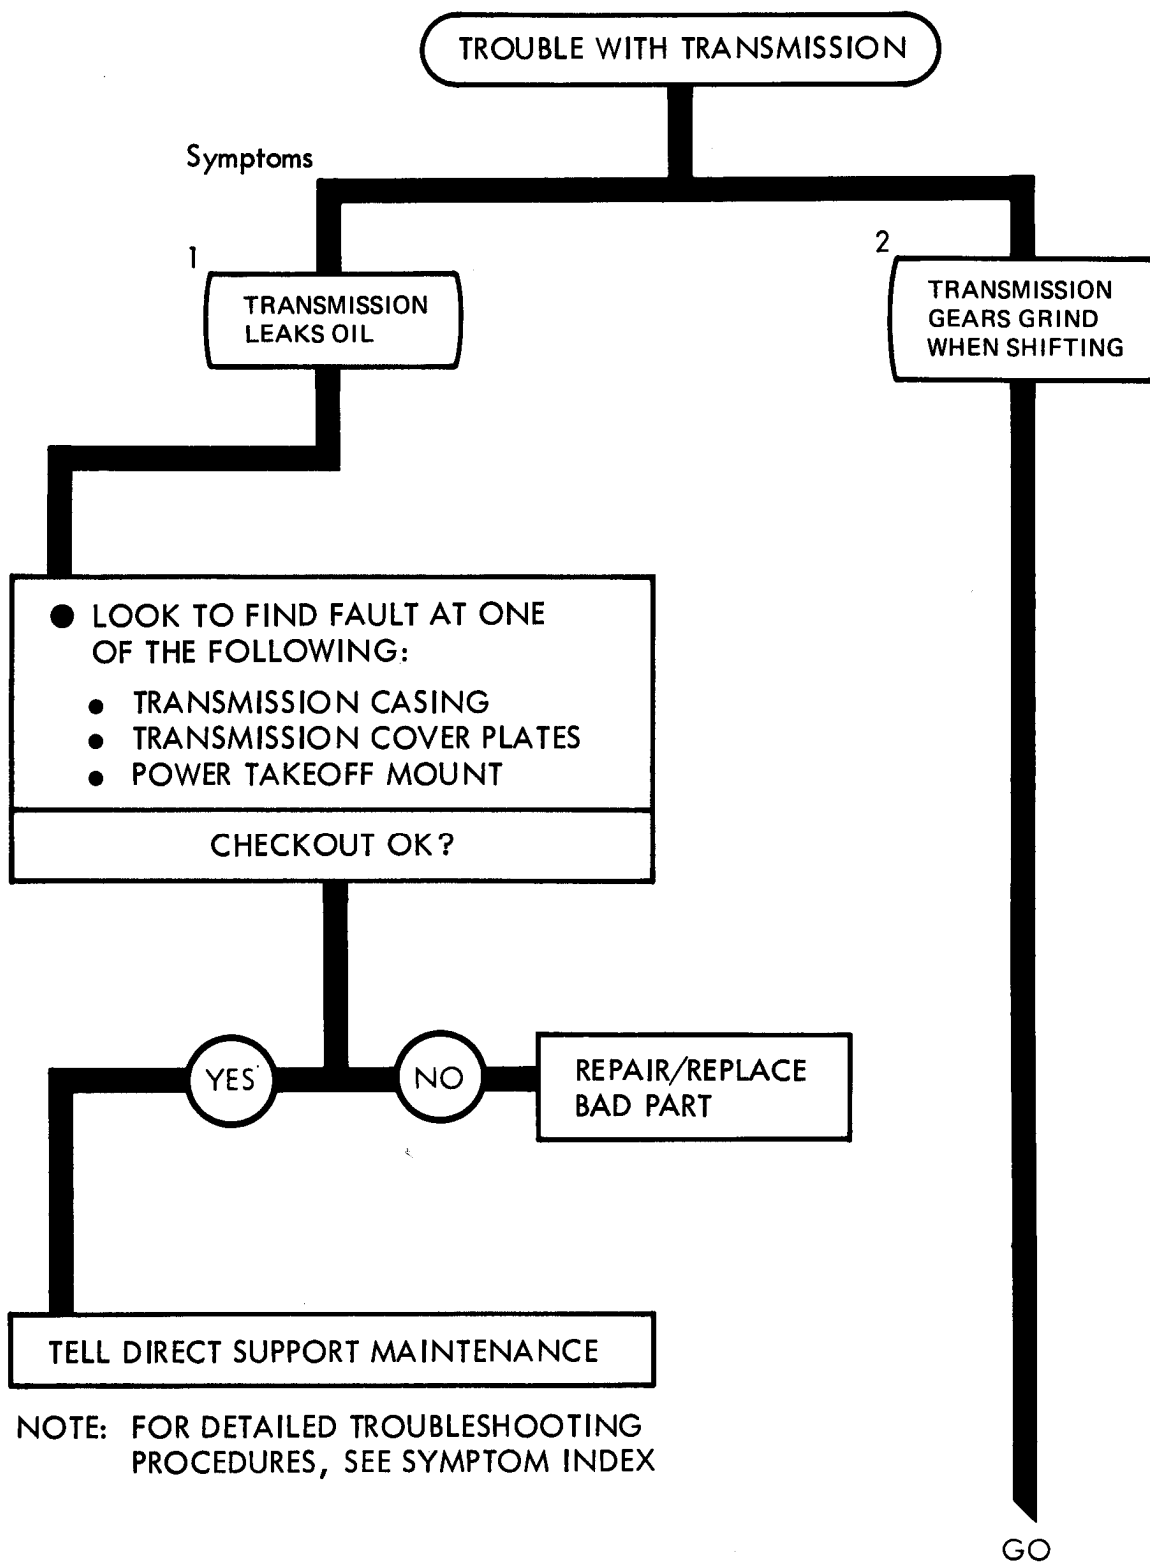 TROUBLE WITH TRANSMISSION
Symptoms
1
TRANSMISSION
LEAKS OIL
2
TRANSMISSION
GEARS GRIND
WHEN SHIFTING
● LOOK TO FIND FAULT AT ONE
OF THE FOLLOWING:
● TRANSMISSION CASING
● TRANSMISSION COVER PLATES
● POWER TAKEOFF MOUNT
CHECKOUT OK?
YES
NO
REPAIR/REPLACE
BAD PART
TELL DIRECT SUPPORT MAINTENANCE
NOTE: FOR DETAILED TROUBLESHOOTING
PROCEDURES, SEE SYMPTOM INDEX
GO